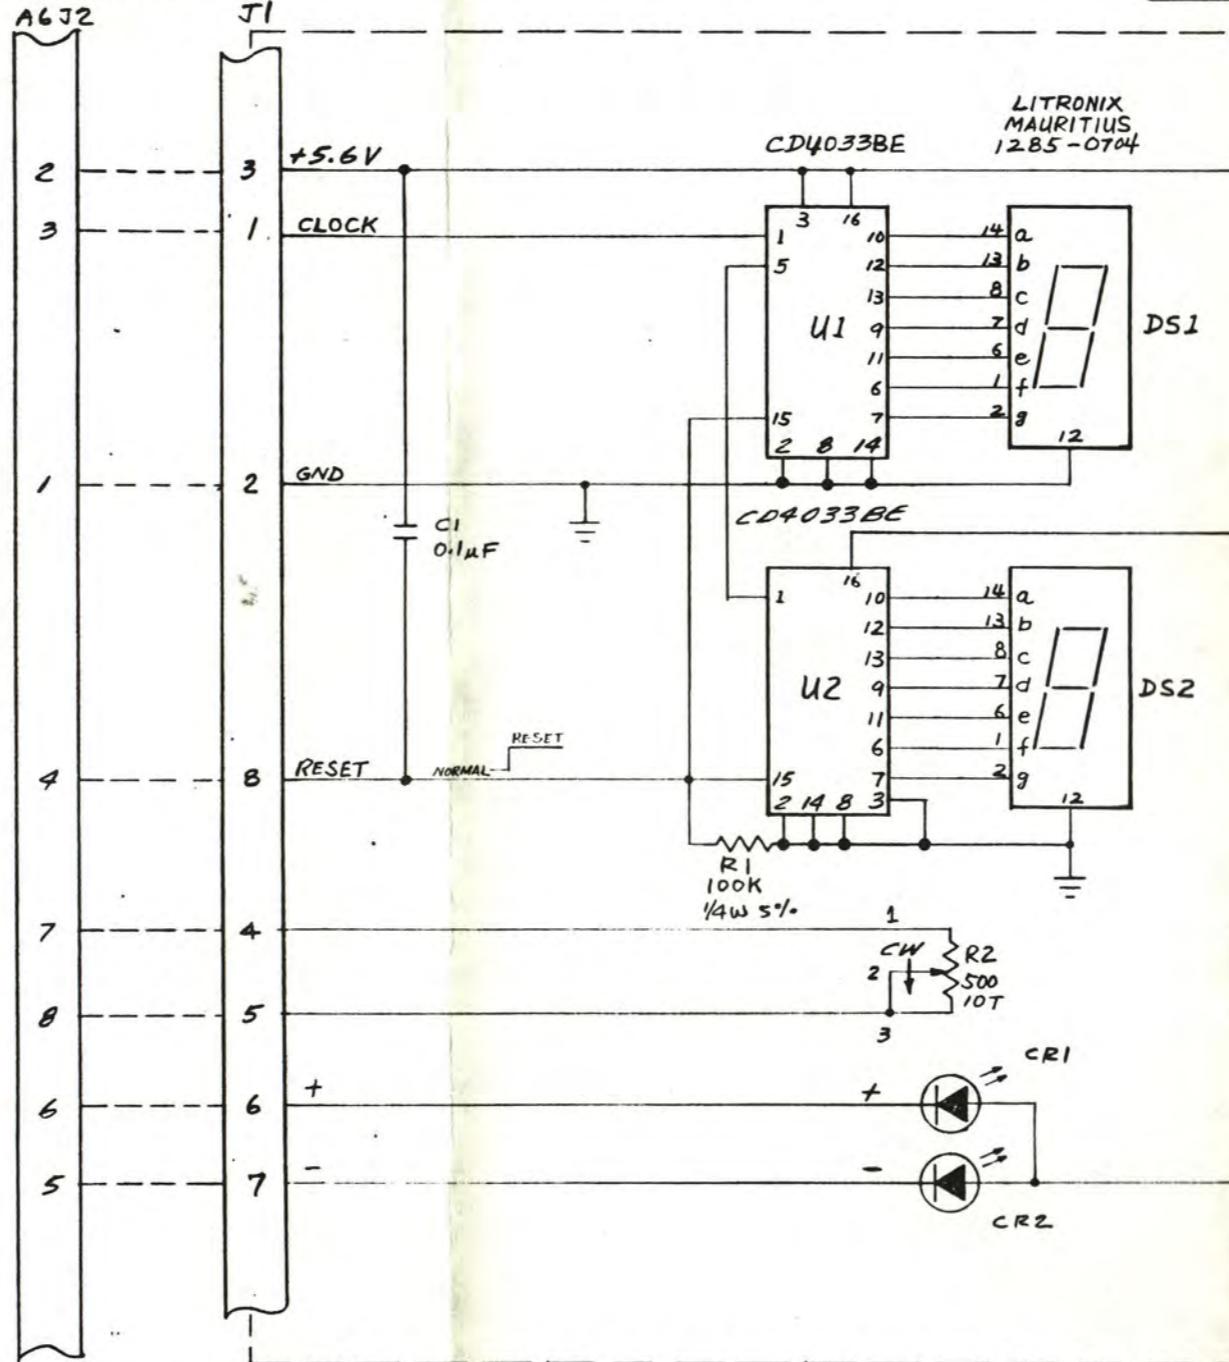 A6J2
J1
LITRONIX
MAURITIUS
1285-0704
CD4033BE
2
3
+5.6V
3
16
3
1
CLOCK
1
10
14
a
5
12
13
b
13
8
c
U1
9
7
d
DS1
11
6
e
6
1
f
15
7
2
g
2
8
14
12
1
2
GND
CD4033BE
C1
0.1µF
16
1
10
14
a
12
13
b
13
8
c
U2
9
7
d
DS2
11
6
e
RESET
6
1
f
4
8
RESET
NORMAL
15
7
2
g
2
14
8
3
12
R1
100K
1/4W 5%
7
4
1
CW
R2
2
500
10T
8
5
3
CR1
6
6
+
+
5
7
-
-
CR2